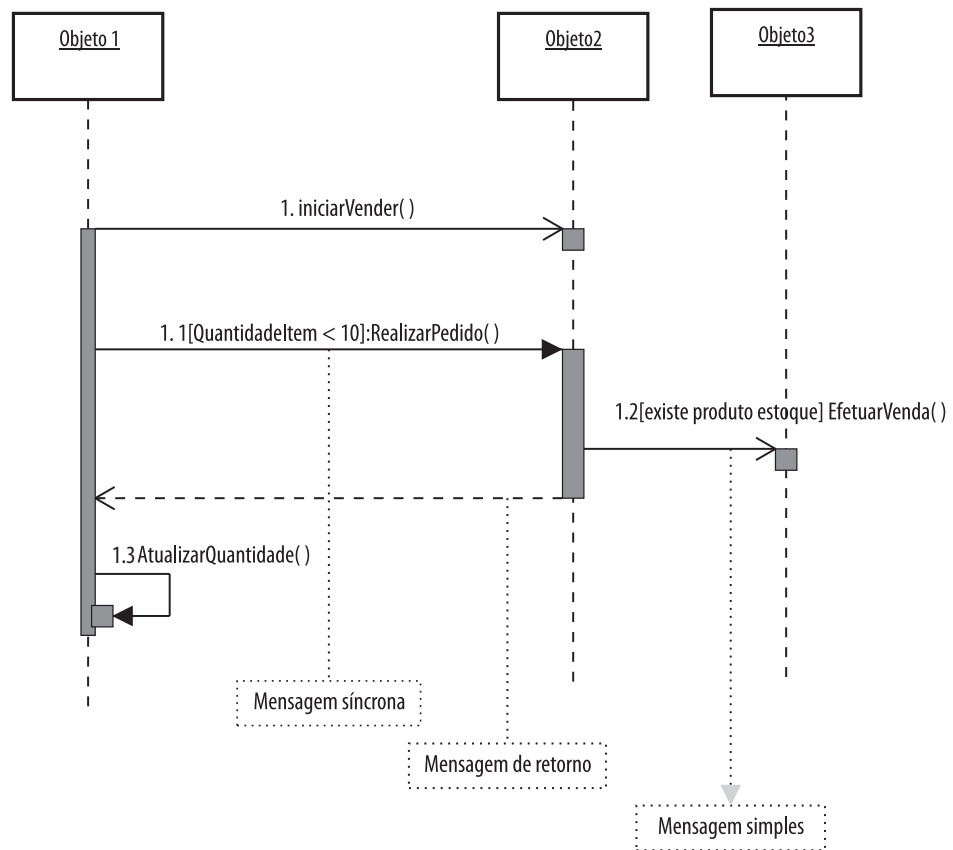 Objeto 1
Objeto2
Objeto3
1. iniciarVender( )
1. 1[QuantidadeItem < 10]:RealizarPedido( )
1.2[existe produto estoque] EfetuarVenda( )
1.3 AtualizarQuantidade( )
Mensagem síncrona
Mensagem de retorno
Mensagem simples